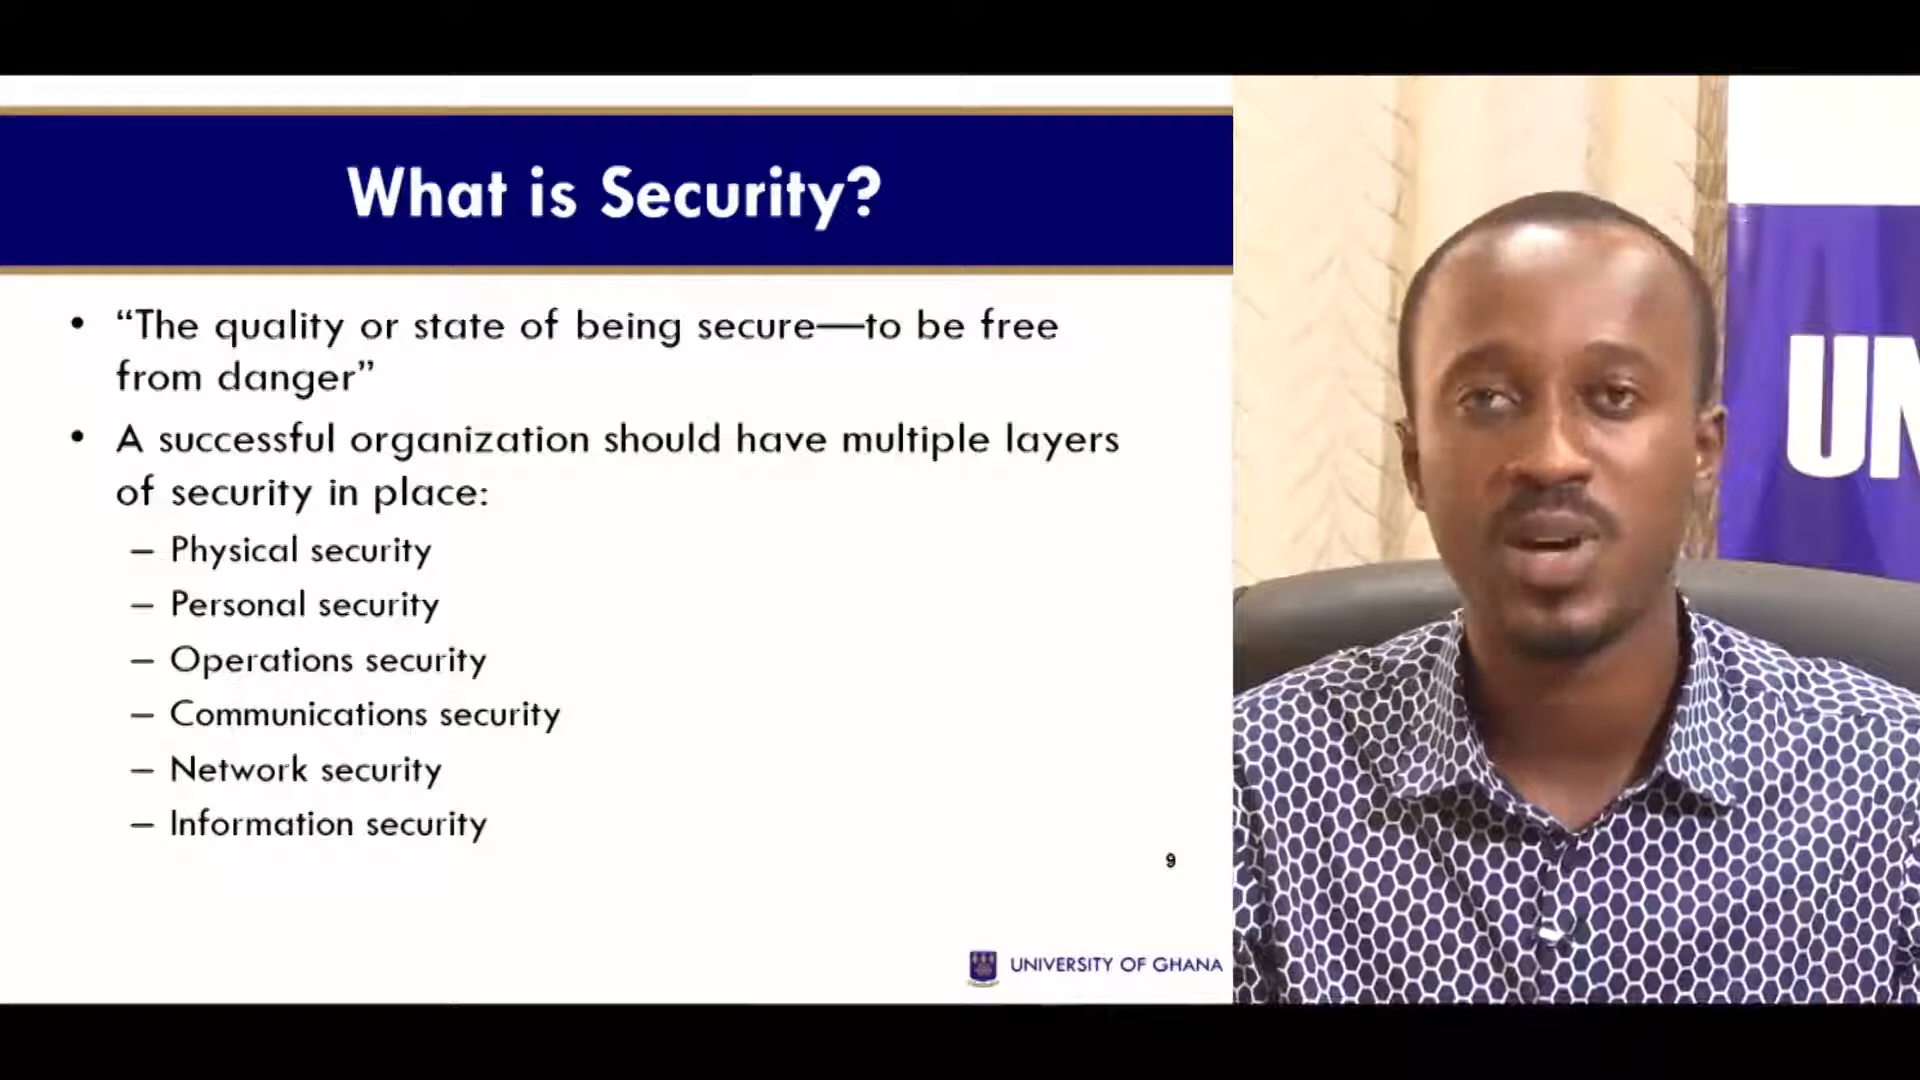 What is Security?
• “The quality or state of being secure—to be free
from danger”
• A successful organization should have multiple layers
of security in place:
– Physical security
– Personal security
– Operations security
– Communications security
– Network security
– Information security
9
UNIVERSITY OF GHANA
UN